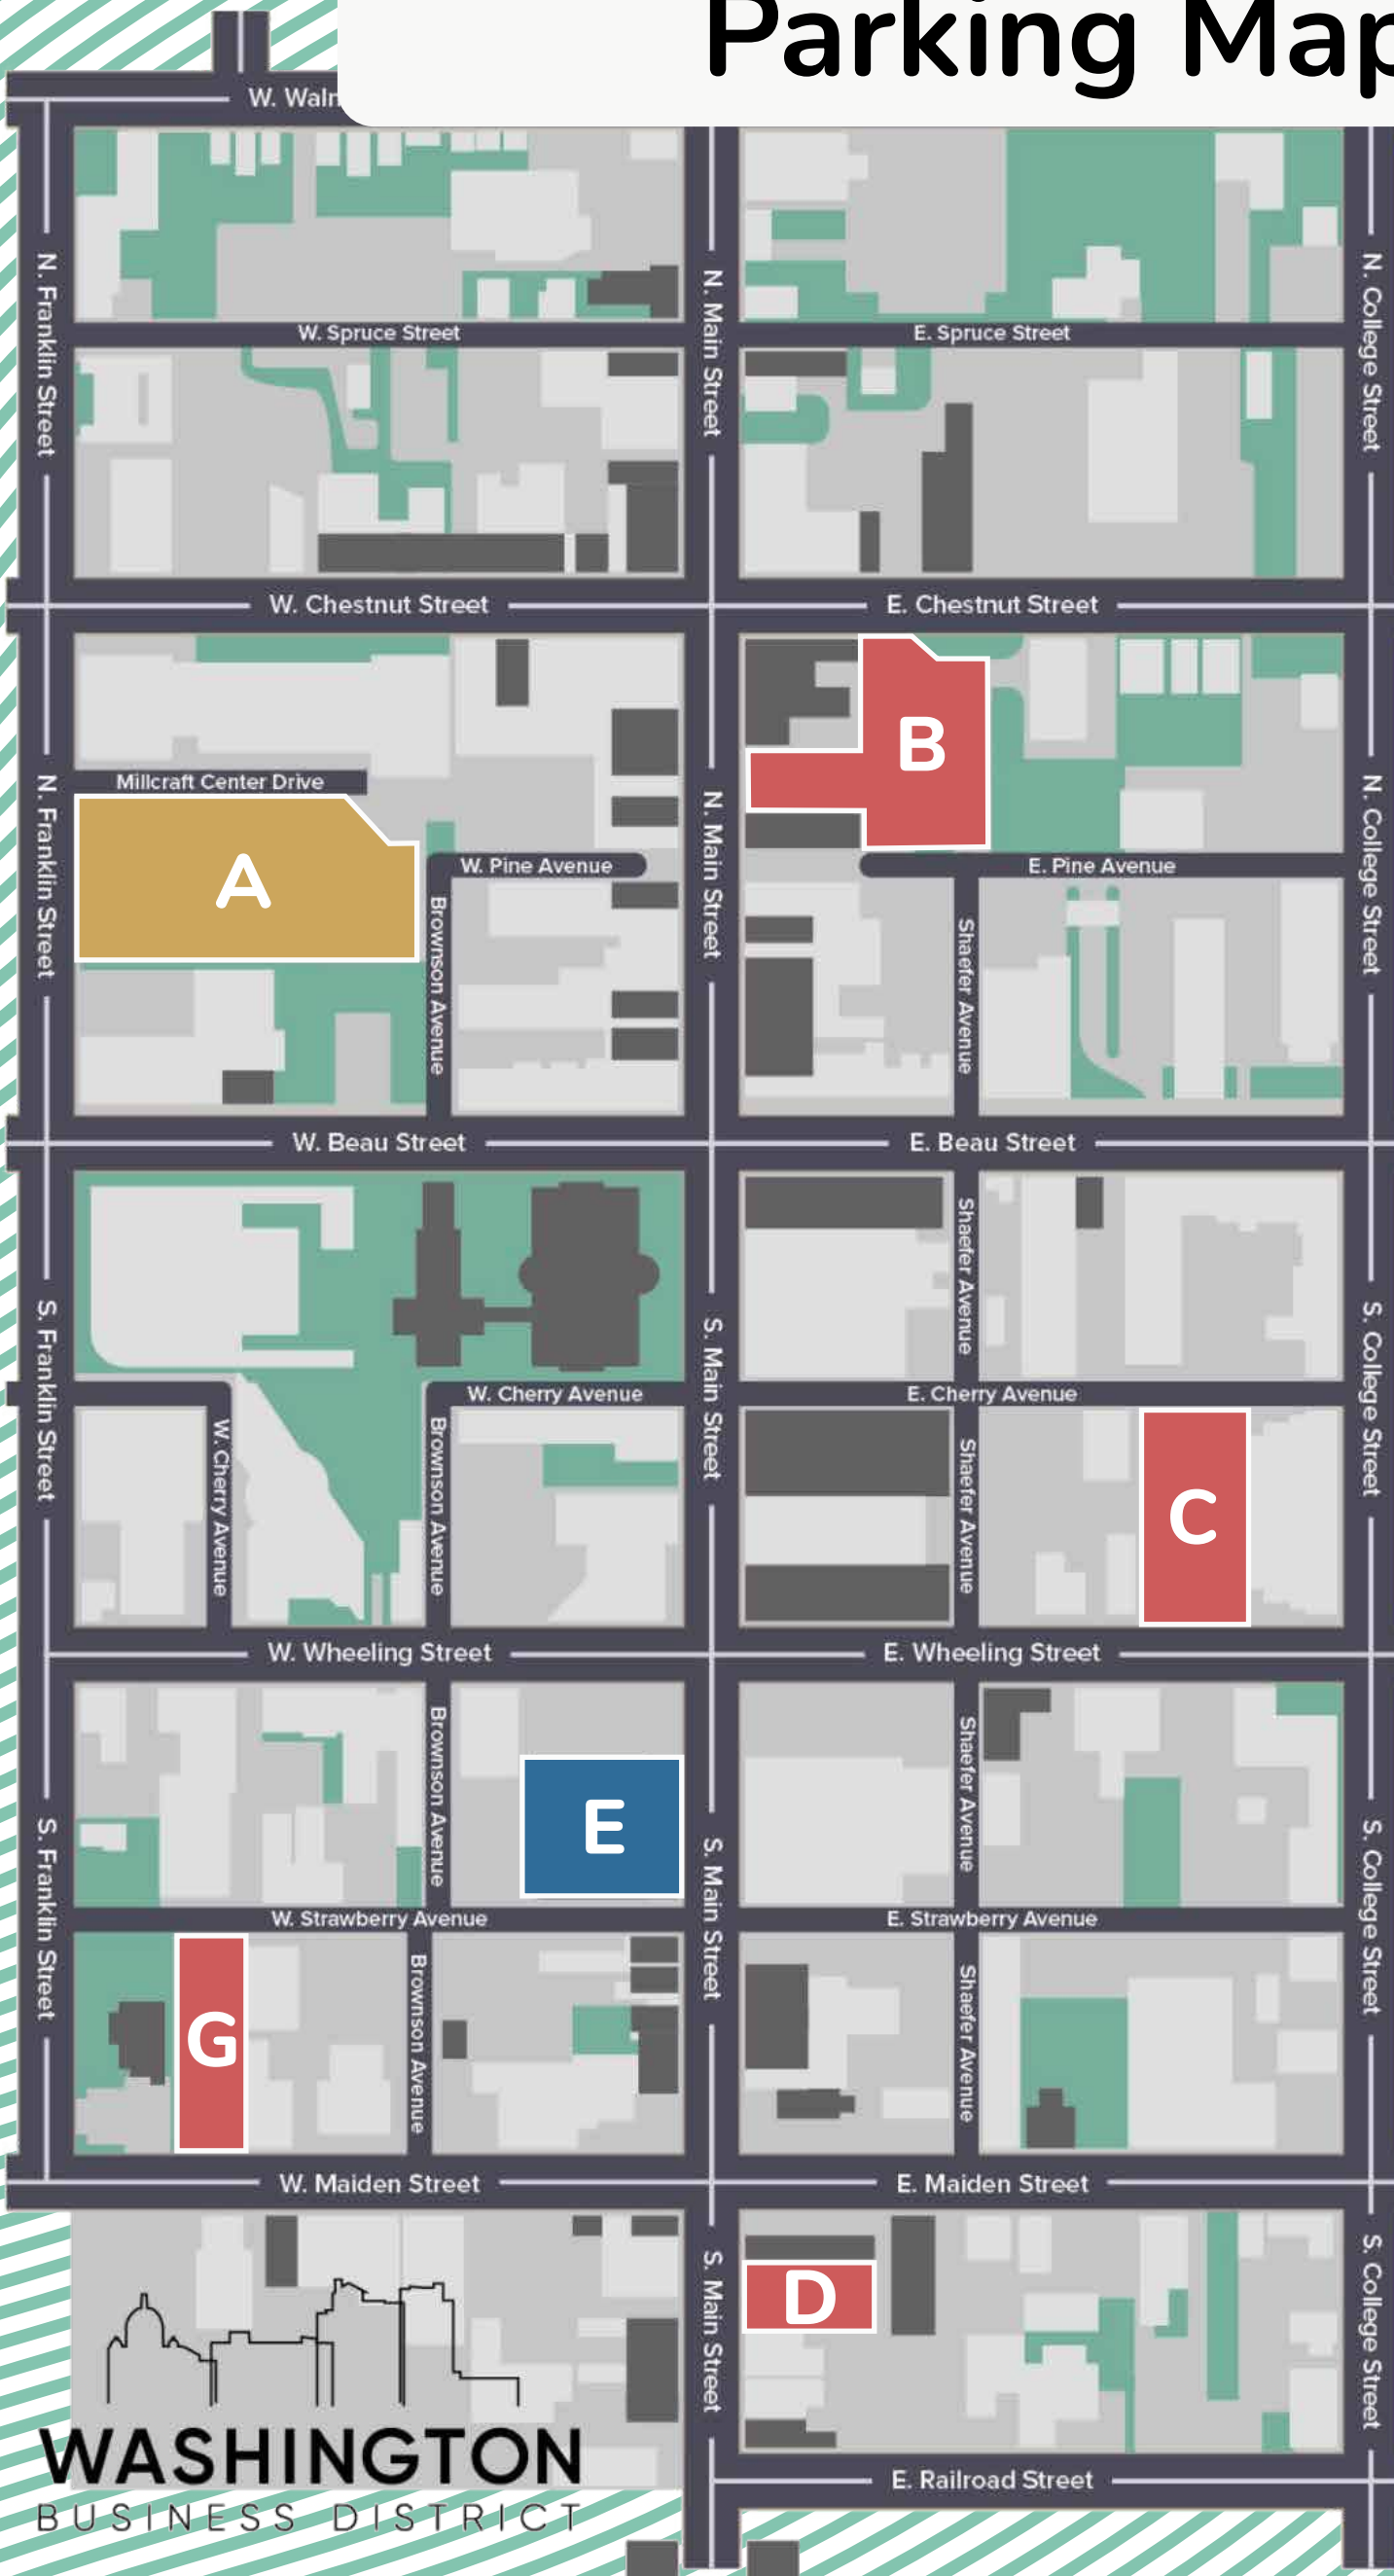 Parking Map
W. Waln
N. Franklin Street
N. Main Street
N. College Street
W. Spruce Street
E. Spruce Street
W. Chestnut Street
E. Chestnut Street
B
Millcraft Center Drive
N. Franklin Street
N. Main Street
N. College Street
A
W. Pine Avenue
E. Pine Avenue
Brownson Avenue
Shaefer Avenue
W. Beau Street
E. Beau Street
Shaefer Avenue
S. Franklin Street
S. Main Street
S. College Street
W. Cherry Avenue
E. Cherry Avenue
W. Cherry Avenue
Brownson Avenue
Shaefer Avenue
C
W. Wheeling Street
E. Wheeling Street
Brownson Avenue
Shaefer Avenue
E
S. Franklin Street
S. Main Street
S. College Street
W. Strawberry Avenue
E. Strawberry Avenue
G
Brownson Avenue
Shaefer Avenue
W. Maiden Street
E. Maiden Street
D
S. Main Street
S. College Street
WASHINGTON
BUSINESS DISTRICT
E. Railroad Street